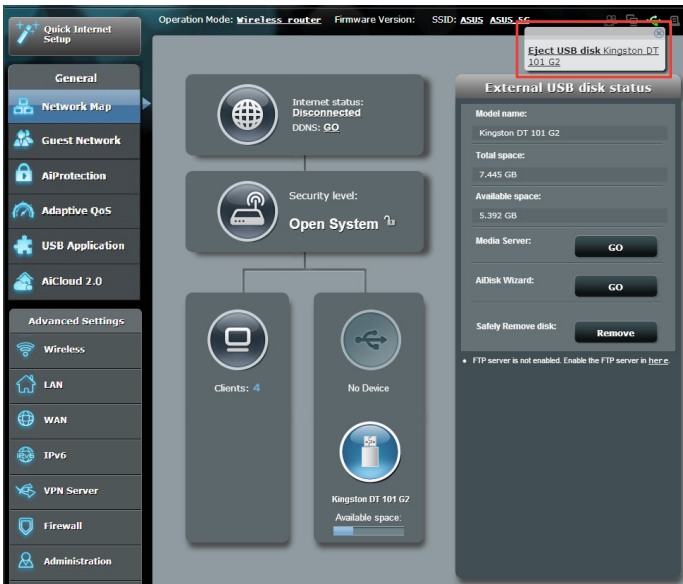 Quick Internet
Setup
Operation Mode: Wireless router Firmware Version: SSID: ASUS ASUS_5G
Eject USB disk Kingston DT
101 G2
General
Network Map
Guest Network
AiProtection
Adaptive QoS
USB Application
AiCloud 2.0
Advanced Settings
Wireless
LAN
WAN
IPv6
VPN Server
Firewall
Administration
Internet status:
Disconnected
DDNS: GO
Security level:
Open System
Clients: 4
No Device
Kingston DT 101 G2
Available space:
External USB disk status
Model name:
Kingston DT 101 G2
Total space:
7.445 GB
Available space:
5.392 GB
Media Server: GO
AiDisk Wizard: GO
Safely Remove disk: Remove
FTP server is not enabled. Enable the FTP server in here.